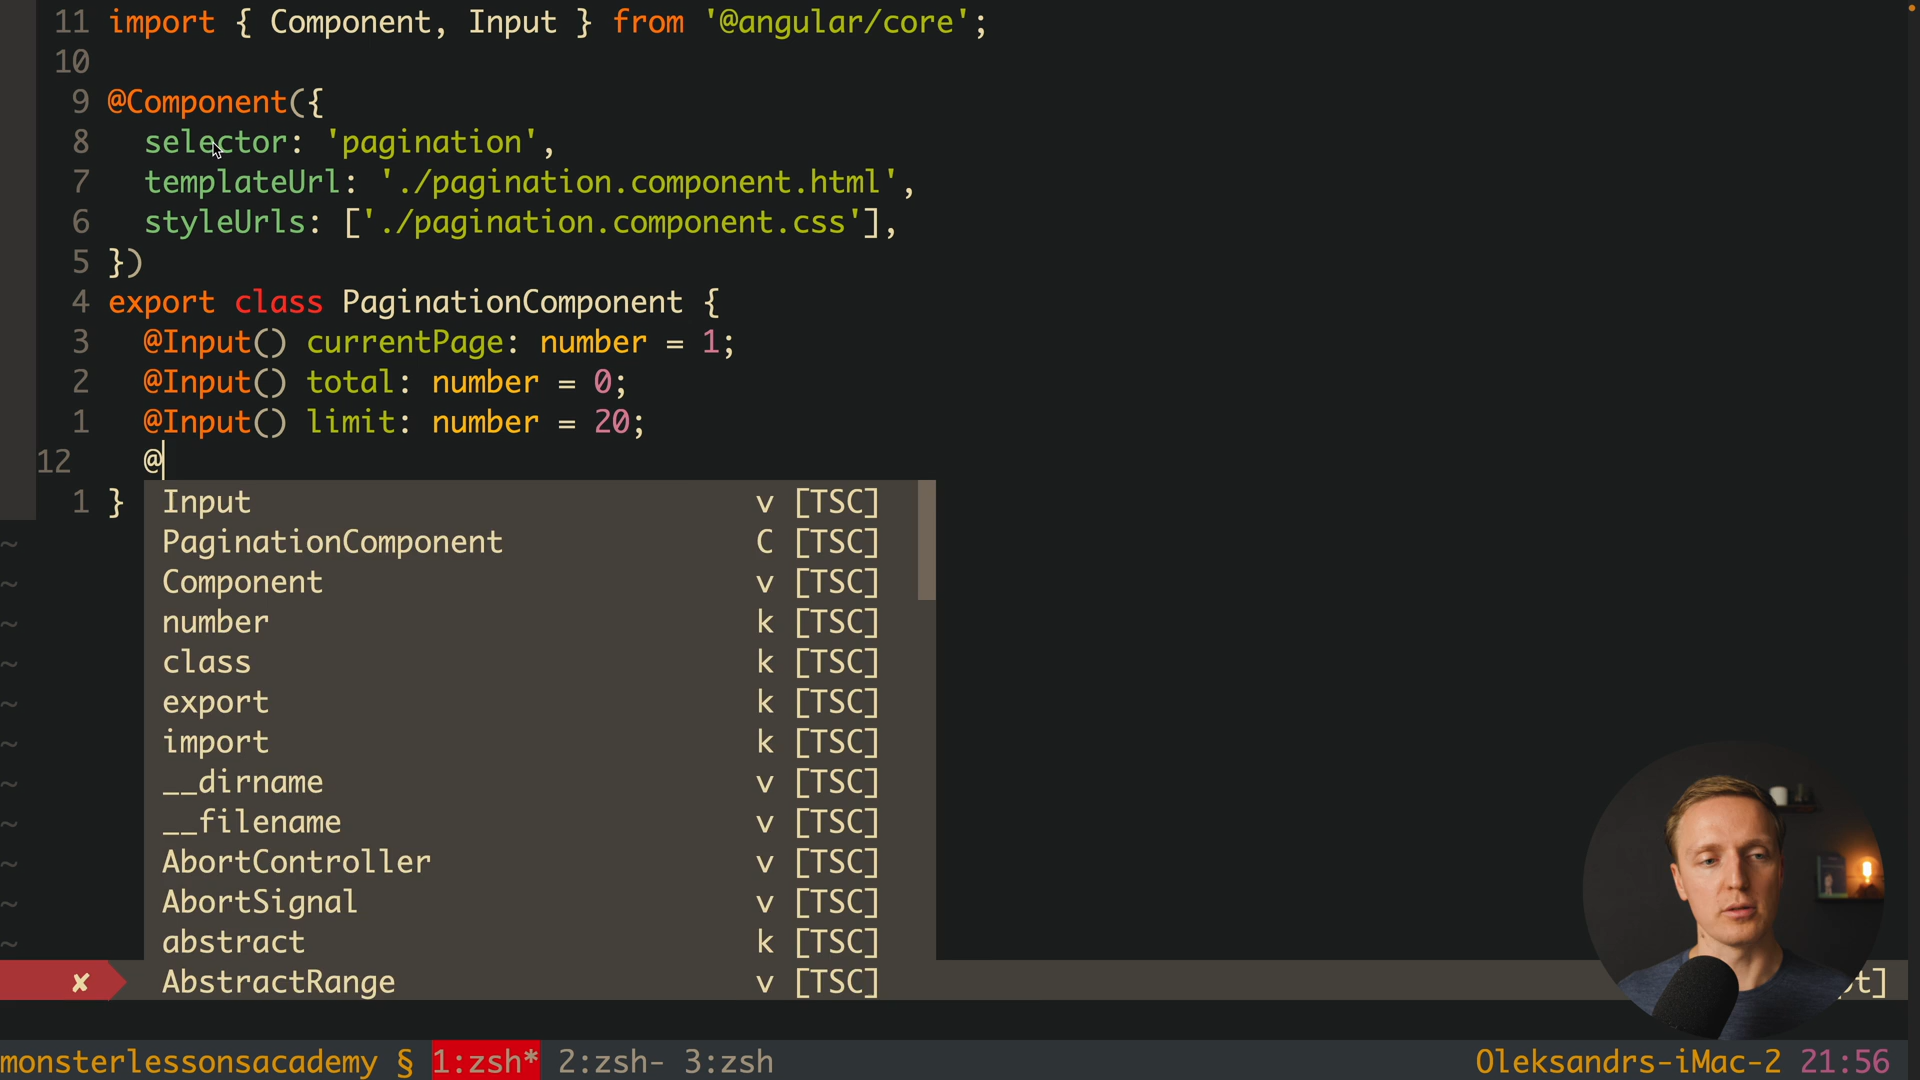 11 import { Component, Input } from '@angular/core';
10
9 @Component({
8 selector: 'pagination',
7 templateUrl: './pagination.component.html',
6 styleUrls: ['./pagination.component.css'],
5 })
4 export class PaginationComponent {
3 @Input() currentPage: number = 1;
2 @Input() total: number = 0;
1 @Input() limit: number = 20;
12 @
1 }
Input v [TSC]
PaginationComponent C [TSC]
Component v [TSC]
number k [TSC]
class k [TSC]
export k [TSC]
import k [TSC]
__dirname v [TSC]
__filename v [TSC]
AbortController v [TSC]
AbortSignal v [TSC]
abstract k [TSC]
✘ AbstractRange v [TSC]
monsterlessonsacademy § 1:zsh* 2:zsh- 3:zsh Oleksandrs-iMac-2 21:56